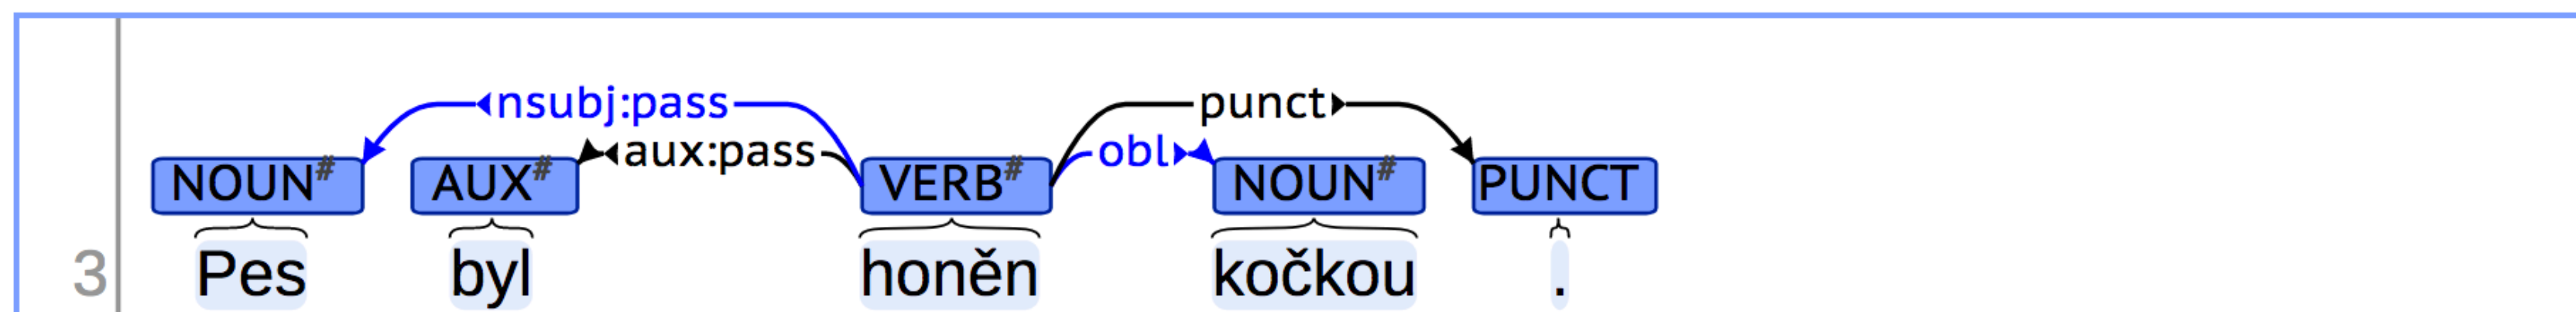 nsubj:pass punct
aux:pass obl
NOUN# AUX# VERB# NOUN# PUNCT
3 Pes byl honěn kočkou .